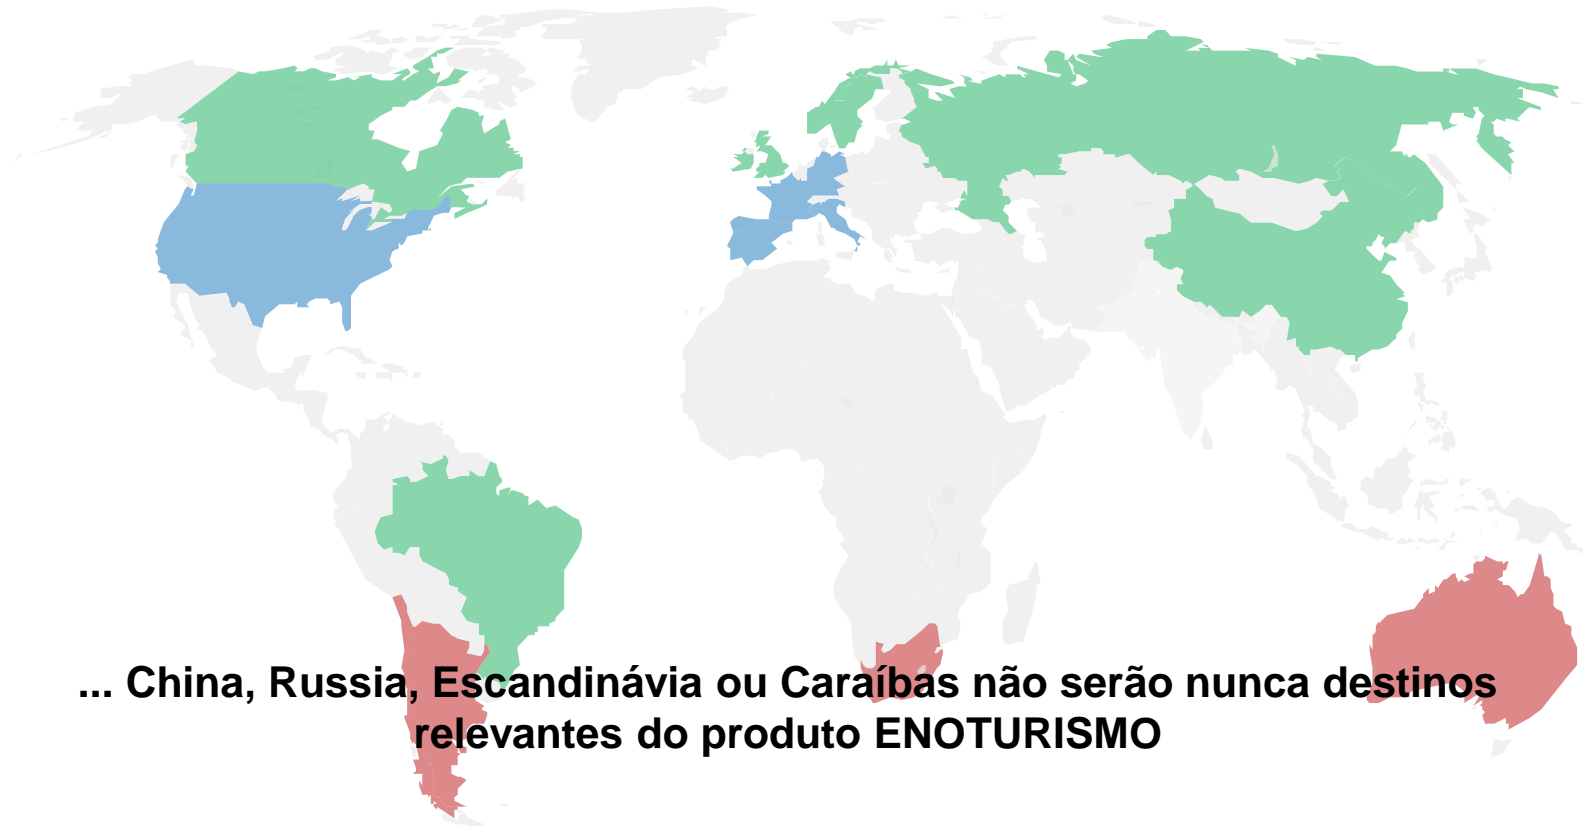 ... China, Russia, Escandinávia ou Caraíbas não serão nunca destinos
relevantes do produto ENOTURISMO